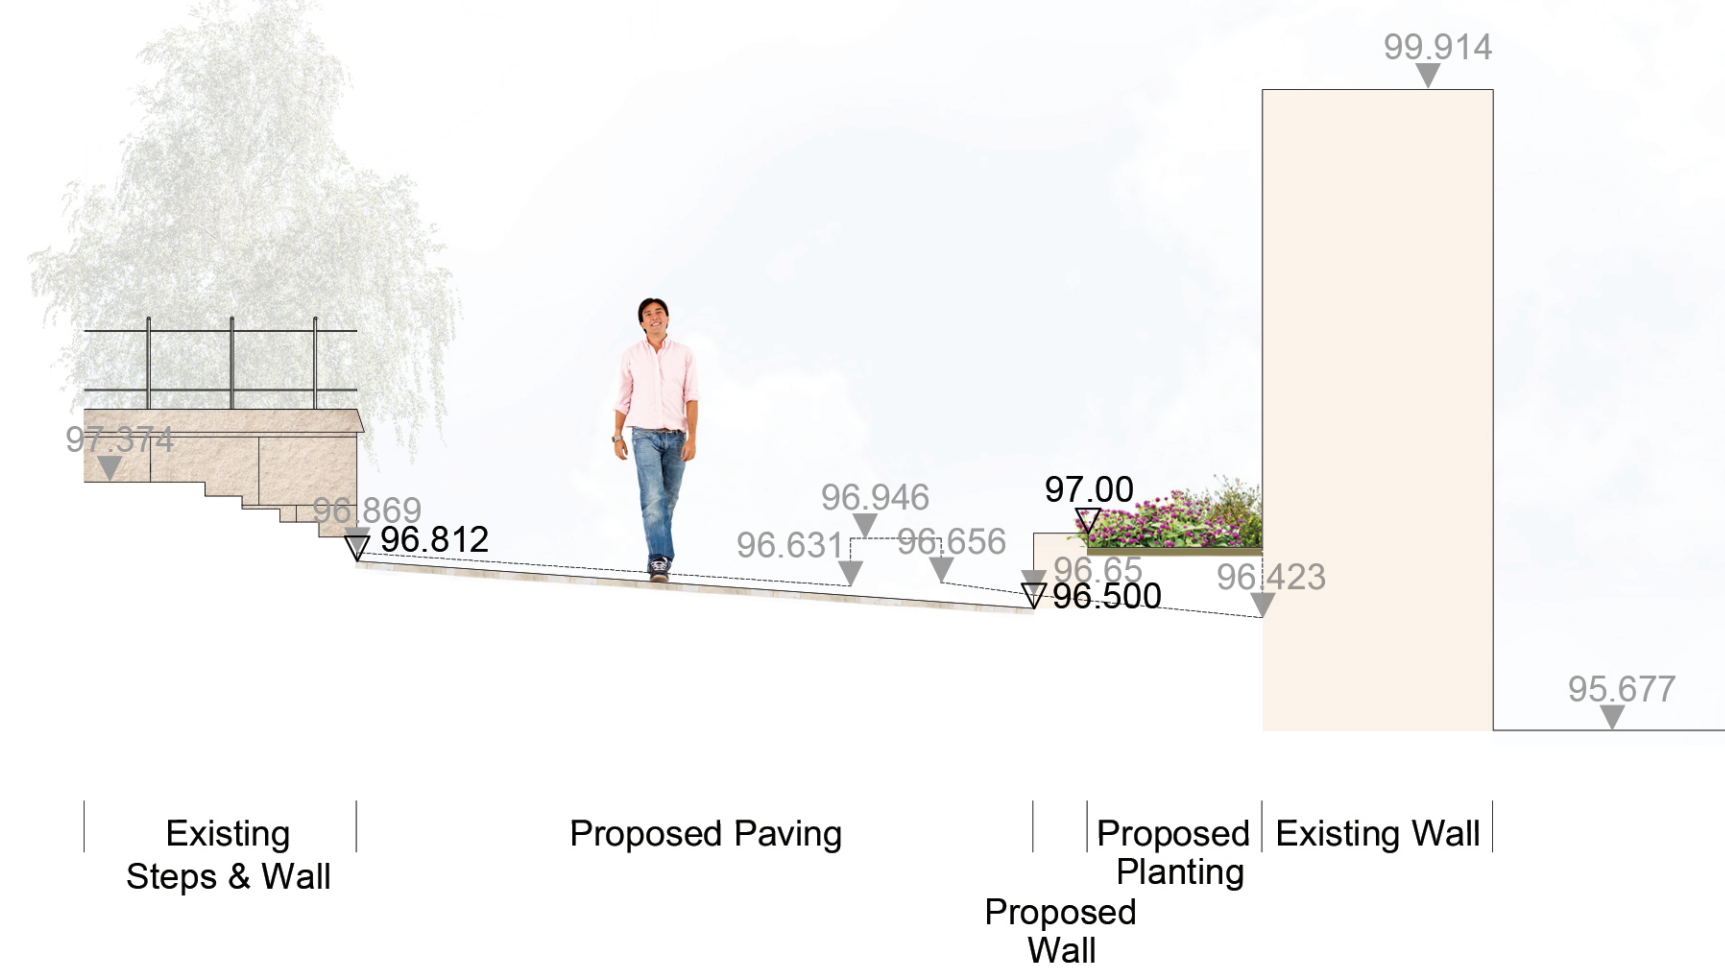 99.914
97.374
96.869
96.812
96.946
96.631
96.656
97.00
96.65
96.500
96.423
95.677
Existing
Steps & Wall
Proposed Paving
Proposed
Wall
Proposed
Planting
Existing Wall